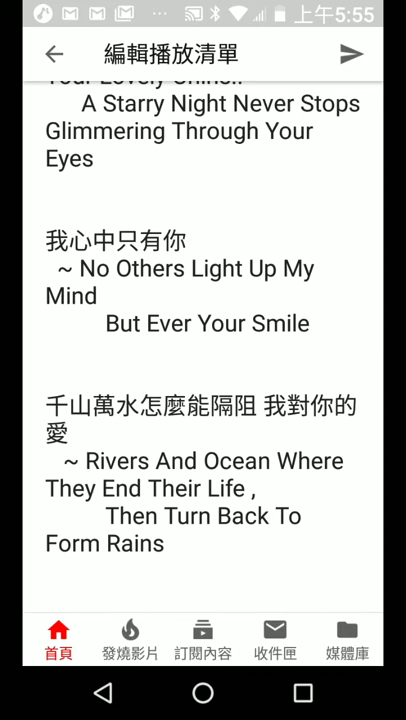 上午5:55
編輯播放清單
Your Lovely Shins..
A Starry Night Never Stops
Glimmering Through Your
Eyes
我心中只有你
~ No Others Light Up My
Mind
But Ever Your Smile
千山萬水怎麼能隔阻 我對你的
愛
~ Rivers And Ocean Where
They End Their Life ,
Then Turn Back To
Form Rains
首頁 發燒影片 訂閱內容 收件匣 媒體庫